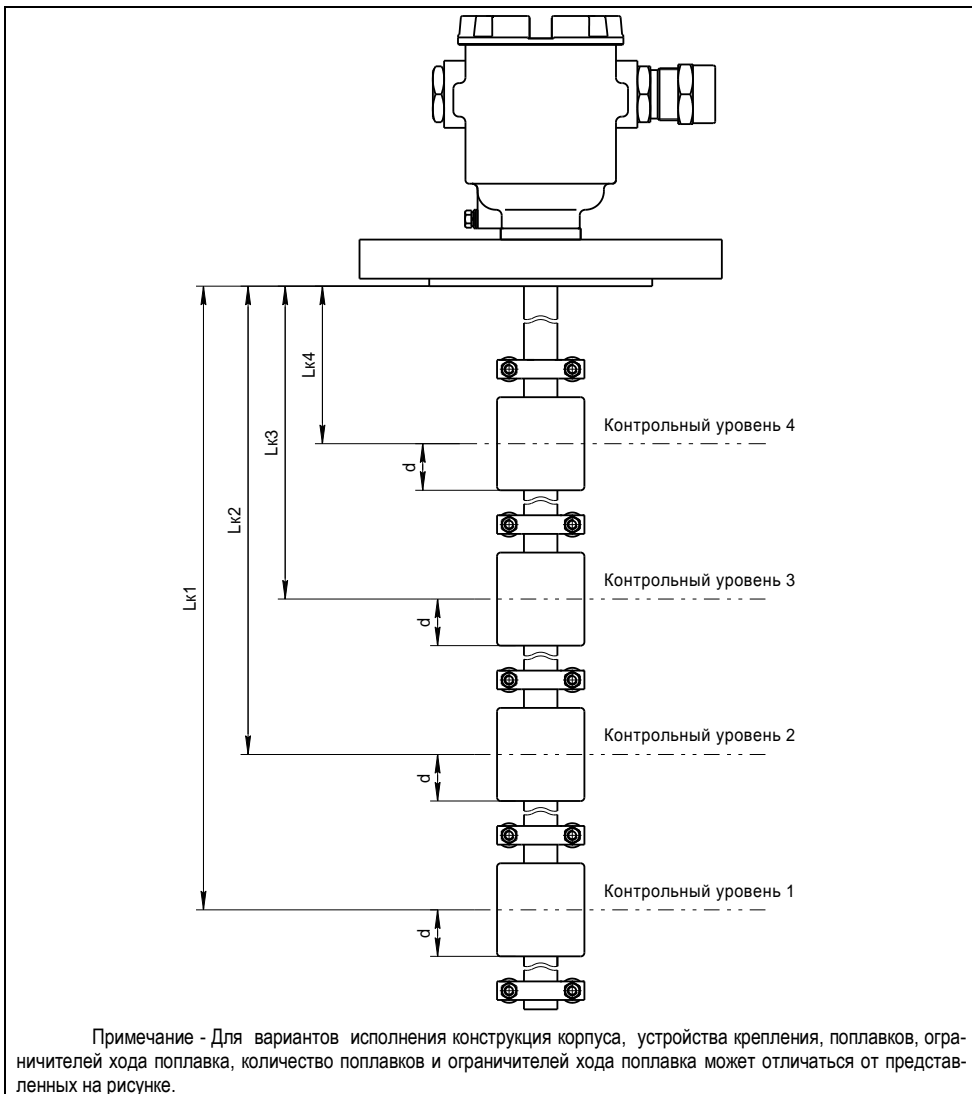 Lк4
Контрольный уровень 4
d
Lк3
Контрольный уровень 3
d
Lк2
Контрольный уровень 2
d
Lк1
Контрольный уровень 1
d
Примечание - Для вариантов исполнения конструкция корпуса, устройства крепления, поплавков, огра-
ничителей хода поплавка, количество поплавков и ограничителей хода поплавка может отличаться от представ-
ленных на рисунке.